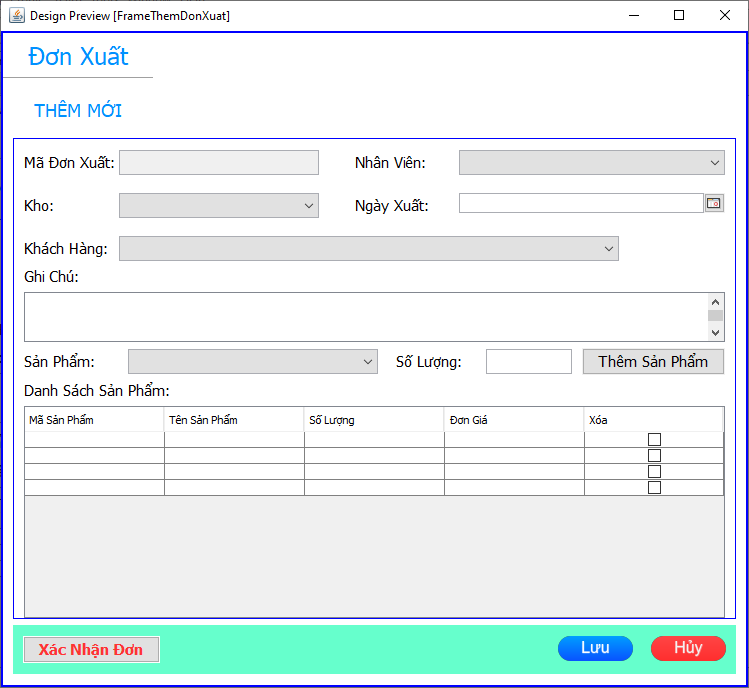 Design Preview [FrameThemDonXuat]
Đơn Xuất
THÊM MỚI
Mã Đơn Xuất: Nhân Viên:
Kho: Ngày Xuất:
Khách Hàng:
Ghi Chú:
Sản Phẩm: Số Lượng: Thêm Sản Phẩm
Danh Sách Sản Phẩm:
Mã Sản Phẩm Tên Sản Phẩm Số Lượng Đơn Giá Xóa
Xác Nhận Đơn Lưu Hủy